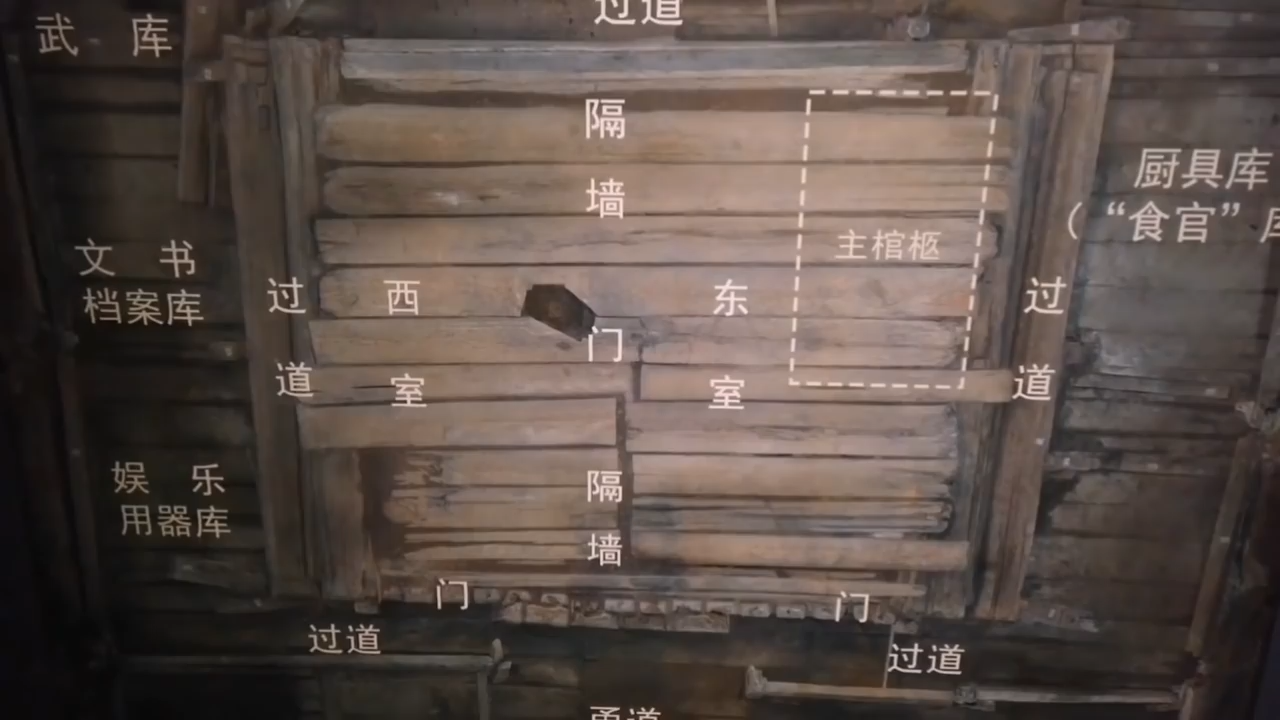 过道
武 库
隔
墙
厨具库
(“食官”库
主棺柩
文 书
档案库
过
道
西
室
门
东
室
过
道
娱 乐
用器库
隔
墙
门
门
过道
过道
甬道